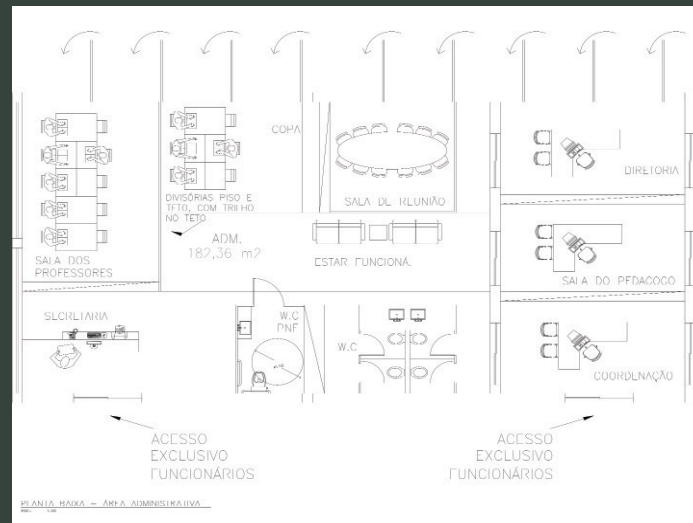 COPA
DIRETORIA
SALA DE REUNIÃO
DIVISÓRIAS PISO E
TETO, COM TRILHO
NO TETO
ADM.
182,36 m2
SALA DOS
PROFESSORES
ESTAR FUNCIONÁ.
SALA DO PEDAGOGO
SECRETARIA
W.C
PNE
W.C
COORDENAÇÃO
ACESSO
EXCLUSIVO
FUNCIONÁRIOS
ACESSO
EXCLUSIVO
FUNCIONÁRIOS
PLANTA BAIXA - ÁREA ADMINISTRATIVA